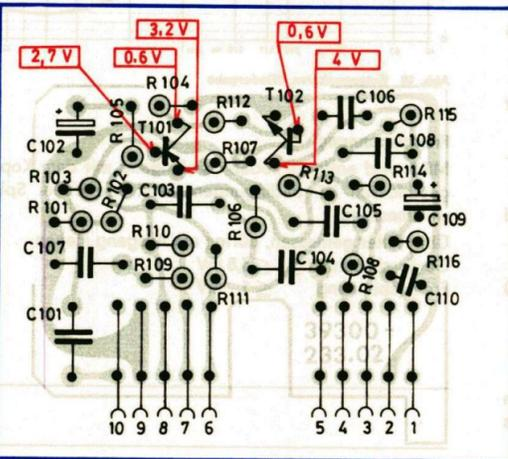 3,2 V
0,6 V
2,7 V
0.6 V
4 V
R 104
T 102
C 106
R 105
R 112
R 115
T101
C 102
C 108
R107
R 103
R 102
R 113
R 114
C 103
R 101
R 106
C 105
C 109
R 110
C 107
R 109
C 104
R 108
R 116
R 111
C 110
C 101
39300-
233.02
10 9 8 7 6 5 4 3 2 1